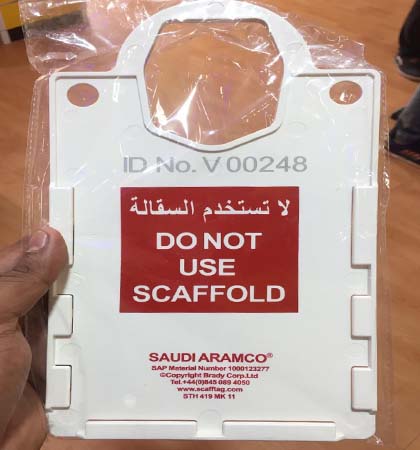 ID No. V 00248
لا تستخدم السقالة
DO NOT
USE
SCAFFOLD
SAUDI ARAMCO®
SAP Material Number 1000123277
©Copyright Brady Corp.Ltd
Tel.+44(0)845 089 4050
www.scafftag.com
STH 419 MK 11